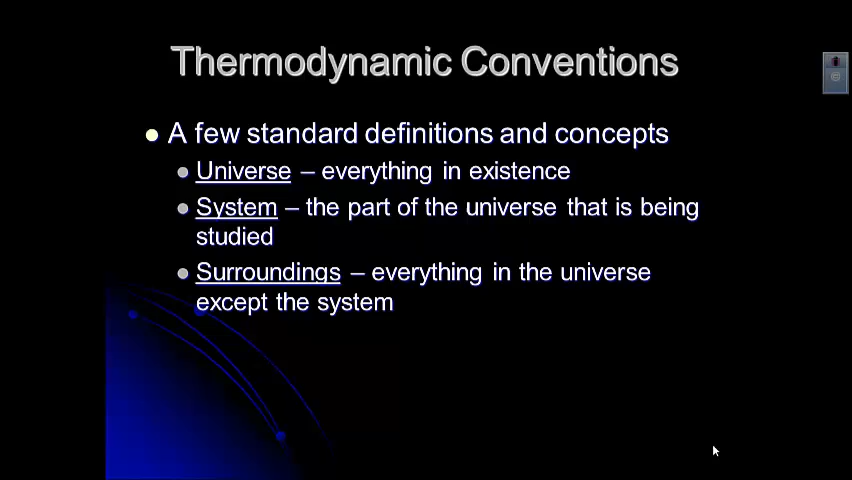 Thermodynamic Conventions
A few standard definitions and concepts
Universe – everything in existence
System – the part of the universe that is being
studied
Surroundings – everything in the universe
except the system